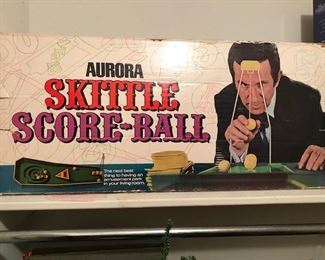 AURORA
SKITTLE
SCORE-BALL
The next best
thing to having an
amusement park
in your living room.